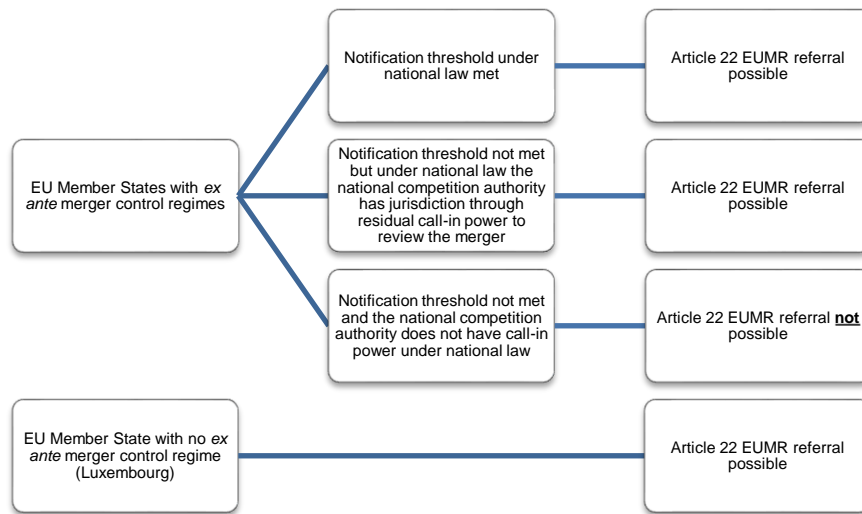 EU Member States with ex
ante merger control regimes
Notification threshold under
national law met
Article 22 EUMR referral
possible
Notification threshold not met
but under national law the
national competition authority
has jurisdiction through
residual call-in power to
review the merger
Article 22 EUMR referral
possible
Notification threshold not met
and the national competition
authority does not have call-in
power under national law
Article 22 EUMR referral not
possible
EU Member State with no ex
ante merger control regime
(Luxembourg)
Article 22 EUMR referral
possible